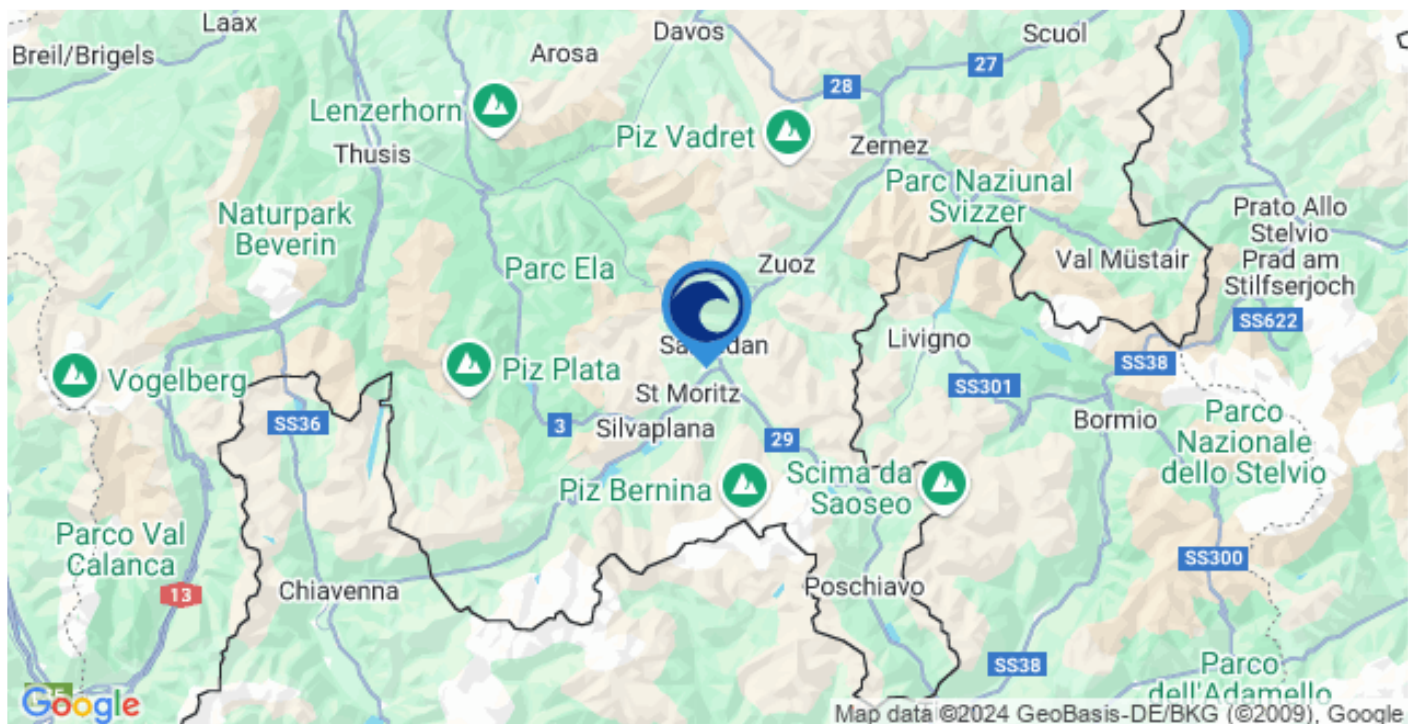 Laax
Davos
Scuol
Breil/Brigels
Arosa
27
28
Lenzerhorn
Piz Vadret
Thusis
Zernez
Parc Naziunal
Svizzer
Naturpark
Beverin
Prato Allo
Stelvio
Prad am
Stilfserjoch
Parc Ela
Zuoz
Val Müstair
SS622
Livigno
SS38
Vogelberg
Piz Plata
SS301
St Moritz
SS36
3
Silvaplana
29
Bormio
Parco
Nazionale
dello Stelvio
Piz Bernina
Scima da
Saoseo
Parco Val
Calanca
SS300
13
Chiavenna
Poschiavo
SS38
Parco
dell'Adamello
Google
Map data ©2024 GeoBasis-DE/BKG (©2009), Google